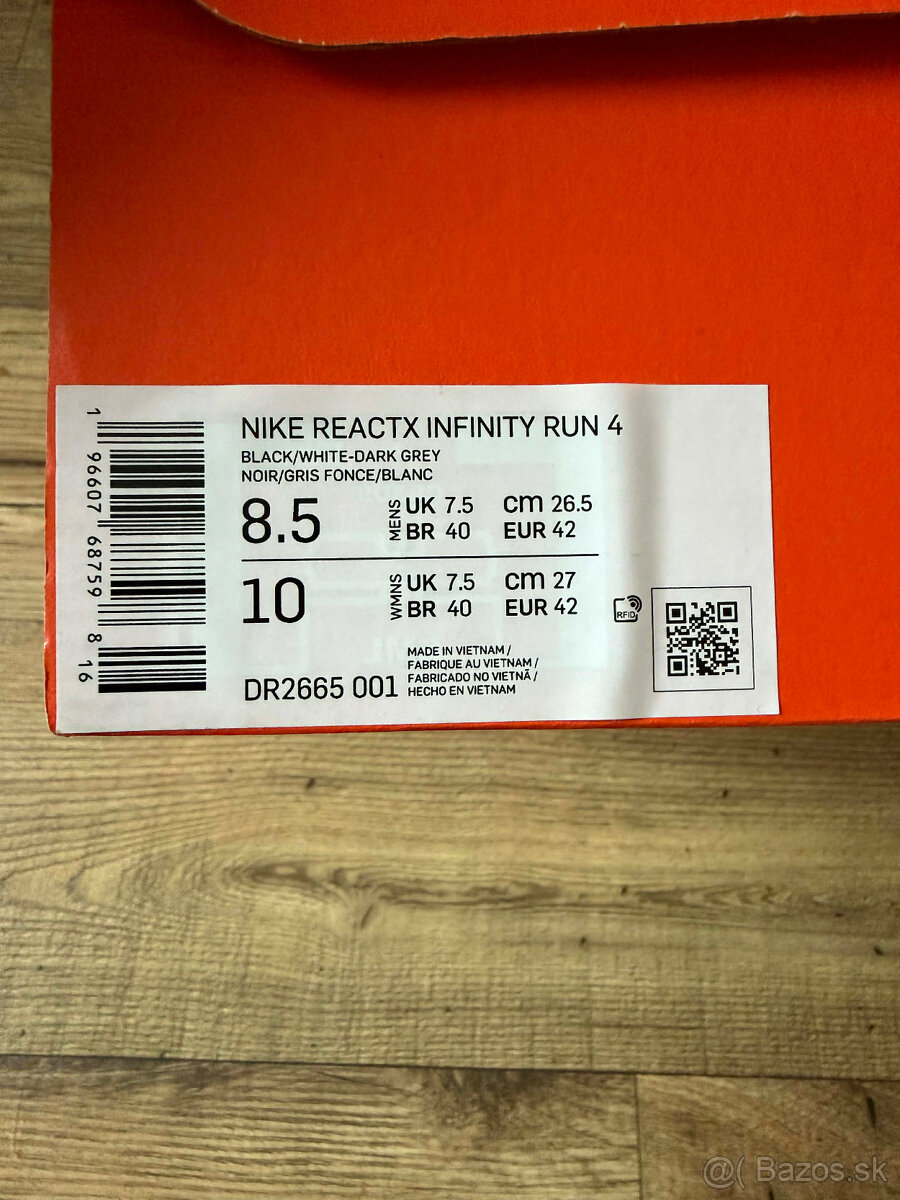 NIKE REACTX INFINITY RUN 4
BLACK/WHITE-DARK GREY
NOIR/GRIS FONCE/BLANC
8.5
MENS
UK 7.5 cm 26.5
BR 40 EUR 42
10
WMNS
UK 7.5 cm 27
BR 40 EUR 42
RFID
DR2665 001
MADE IN VIETNAM /
FABRIQUE AU VIETNAM /
FABRICADO NO VIETNÃ /
HECHO EN VIETNAM
1 96607 68759 8 16
@( Bazos.sk